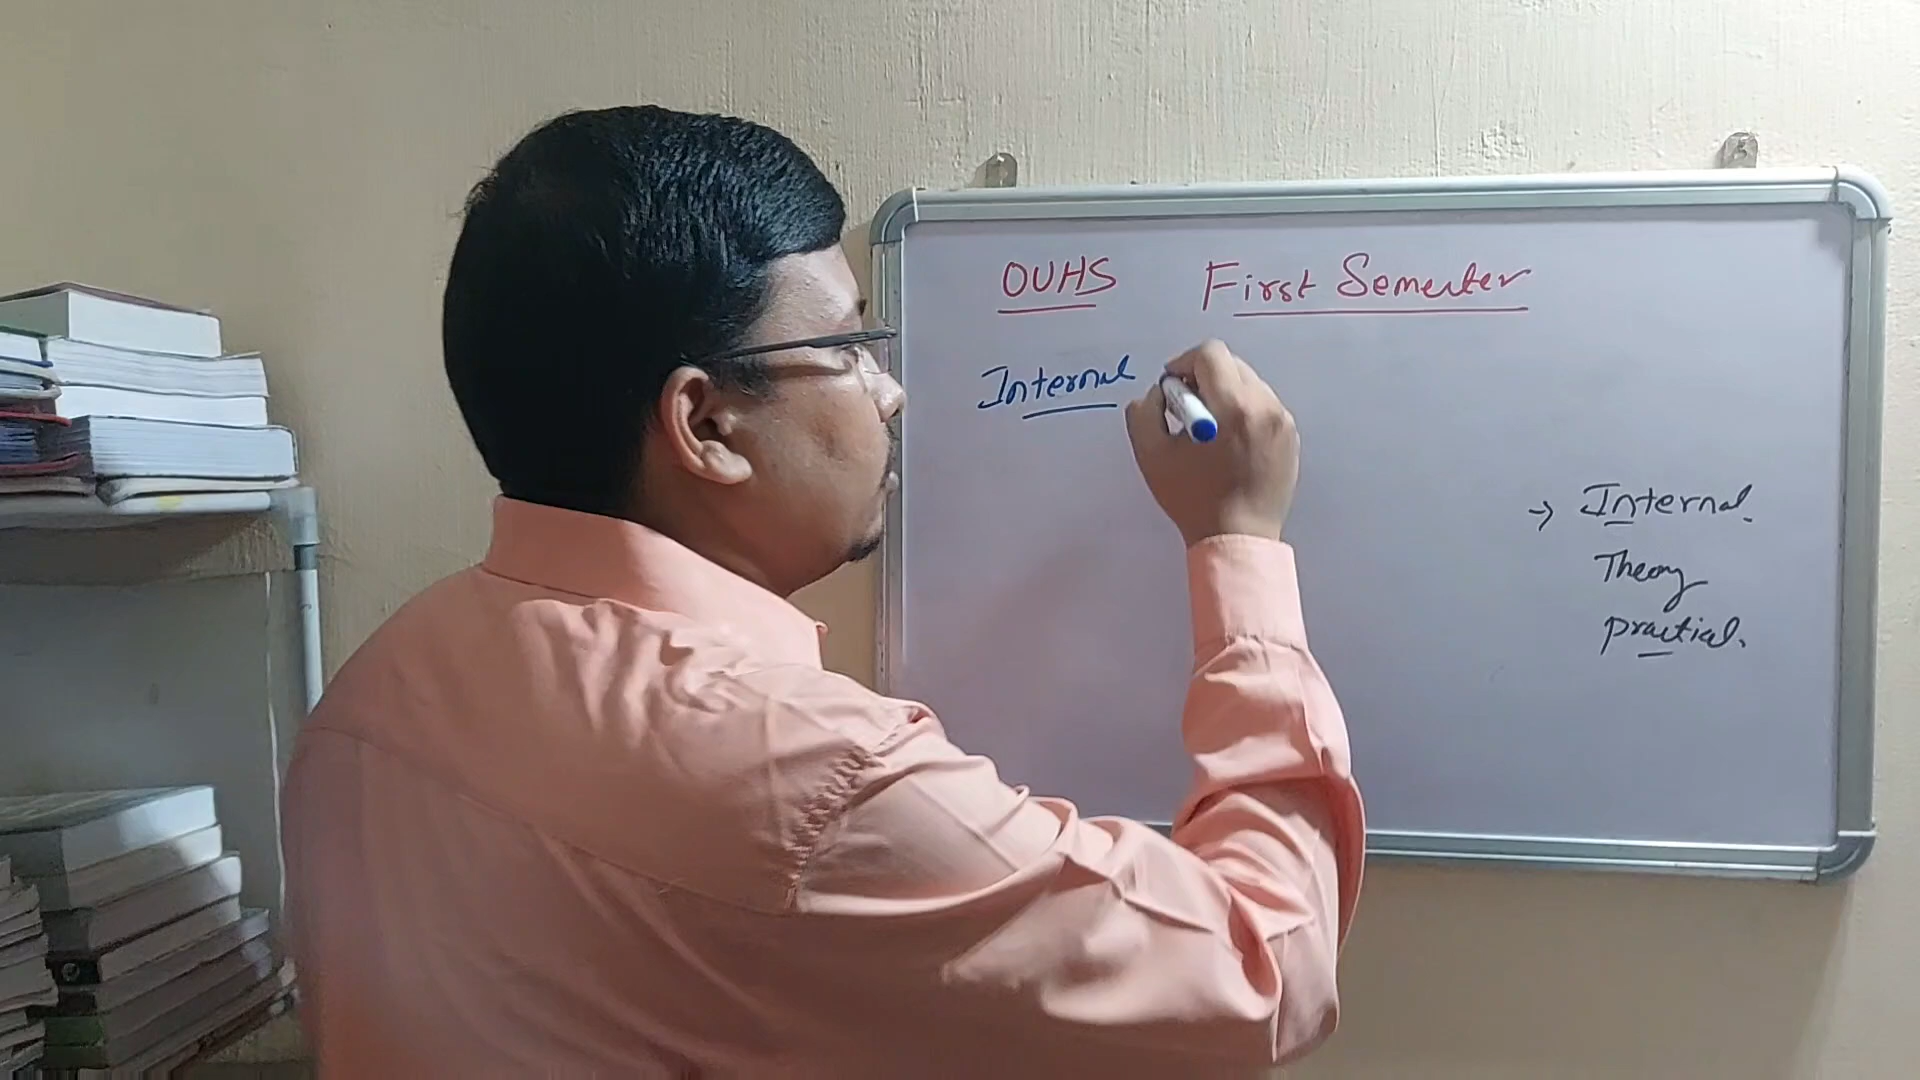 OUHS First Semester
Internal
→ Internal.
Theory
practical.